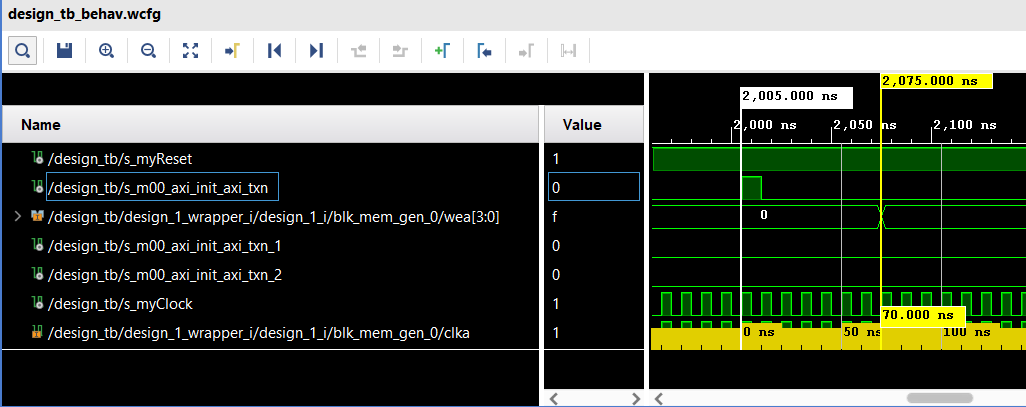 design_tb_behav.wcfg
2,075.000 ns
2,005.000 ns
Name Value 2,000 ns 2,050 ns 2,100 ns
/design_tb/s_myReset 1
/design_tb/s_m00_axi_init_axi_txn 0
/design_tb/design_1_wrapper_i/design_1_i/blk_mem_gen_0/wea[3:0] f 0
/design_tb/s_m00_axi_init_axi_txn_1 0
/design_tb/s_m00_axi_init_axi_txn_2 0
/design_tb/s_myClock 1
70.000 ns
/design_tb/design_1_wrapper_i/design_1_i/blk_mem_gen_0/clka 1 0 ns 50 ns 100 ns